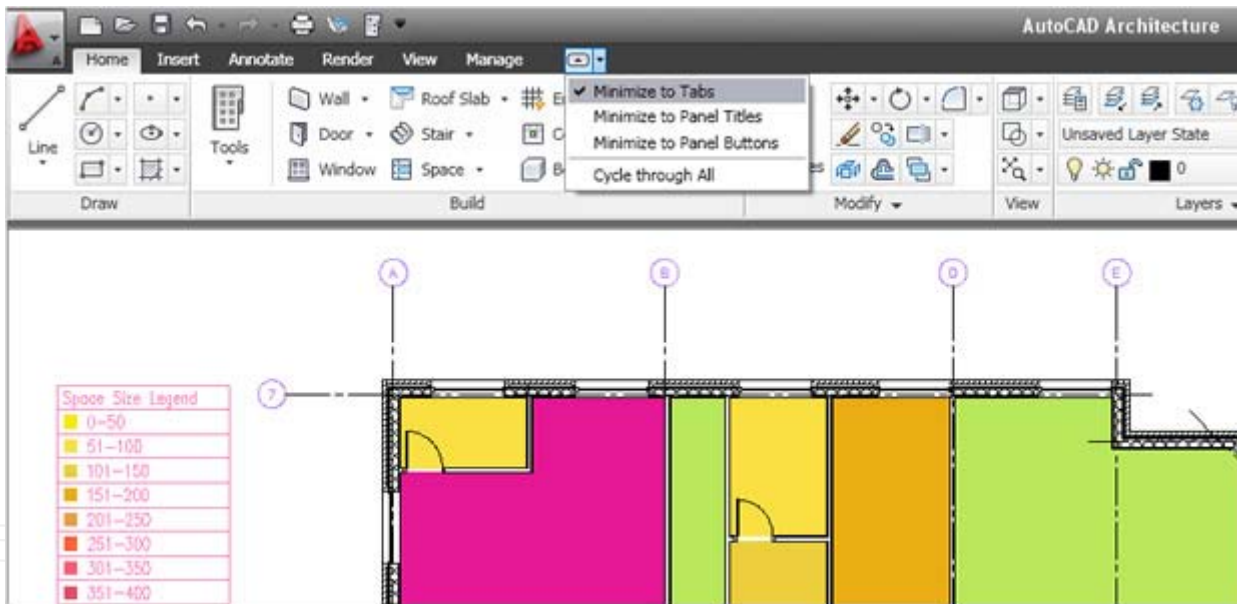 AutoCAD Architecture
Home Insert Annotate Render View Manage
Minimize to Tabs
Minimize to Panel Titles
Minimize to Panel Buttons
Cycle through All
Line
Tools
Wall Roof Slab
Door Stair
Window Space
Unsaved Layer State
0
Draw Build Modify View Layers
A B D E
7
Space Size Legend
0-50
51-100
101-150
151-200
201-250
251-300
301-350
351-400